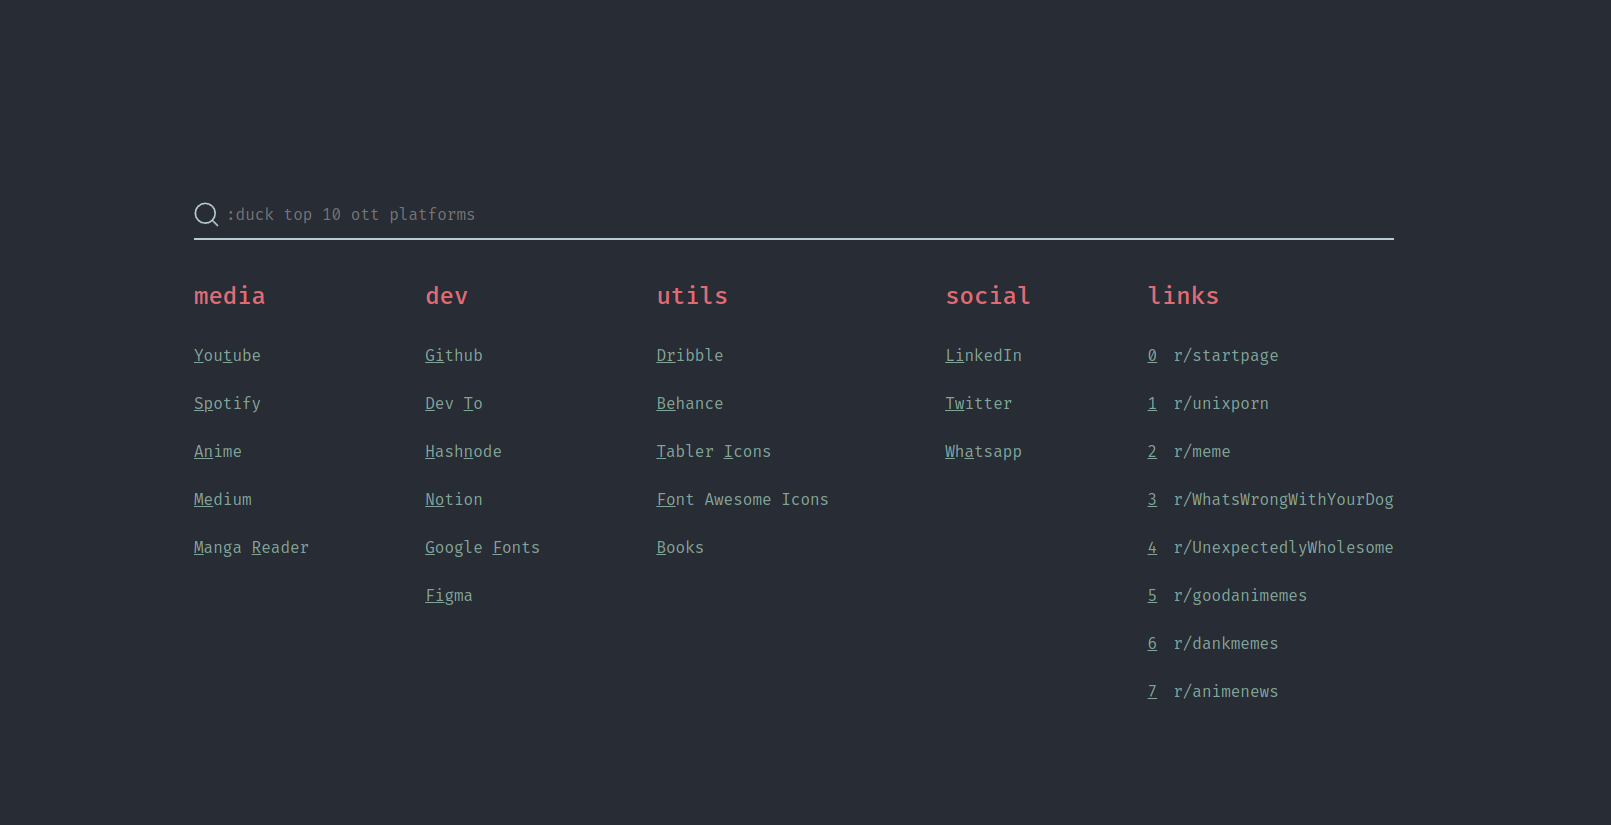 :duck top 10 ott platforms
media
Youtube
Spotify
Anime
Medium
Manga Reader
dev
Github
Dev To
Hashnode
Notion
Google Fonts
Figma
utils
Dribble
Behance
Tabler Icons
Font Awesome Icons
Books
social
LinkedIn
Twitter
Whatsapp
links
0 r/startpage
1 r/unixporn
2 r/meme
3 r/WhatsWrongWithYourDog
4 r/UnexpectedlyWholesome
5 r/goodanimemes
6 r/dankmemes
7 r/animenews